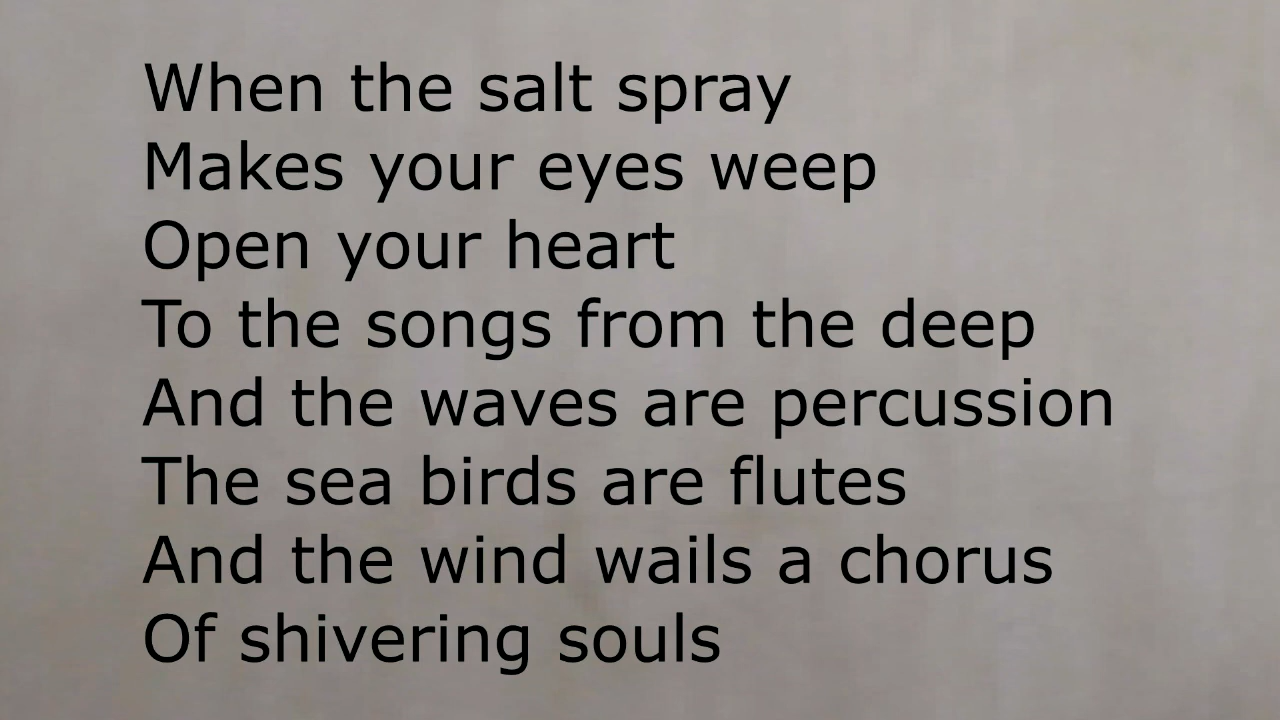 When the salt spray
Makes your eyes weep
Open your heart
To the songs from the deep
And the waves are percussion
The sea birds are flutes
And the wind wails a chorus
Of shivering souls